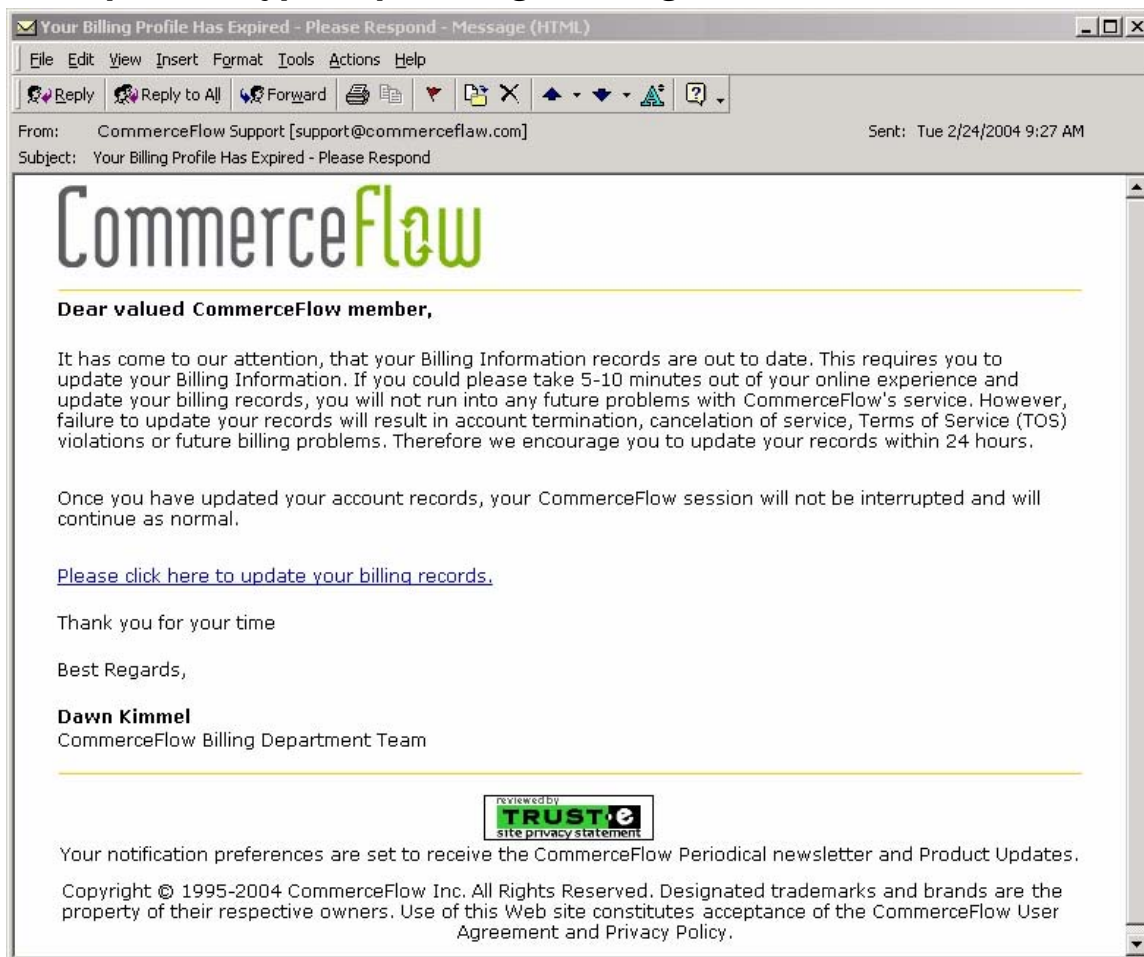 Your Billing Profile Has Expired - Please Respond - Message (HTML)
File Edit View Insert Format Tools Actions Help
Reply Reply to All Forward
From: CommerceFlow Support [support@commerceflaw.com] Sent: Tue 2/24/2004 9:27 AM
Subject: Your Billing Profile Has Expired - Please Respond
CommerceFlow
Dear valued CommerceFlow member,
It has come to our attention, that your Billing Information records are out to date. This requires you to
update your Billing Information. If you could please take 5-10 minutes out of your online experience and
update your billing records, you will not run into any future problems with CommerceFlow's service. However,
failure to update your records will result in account termination, cancelation of service, Terms of Service (TOS)
violations or future billing problems. Therefore we encourage you to update your records within 24 hours.
Once you have updated your account records, your CommerceFlow session will not be interrupted and will
continue as normal.
Please click here to update your billing records.
Thank you for your time
Best Regards,
Dawn Kimmel
CommerceFlow Billing Department Team
reviewed by
TRUST·e
site privacy statement
Your notification preferences are set to receive the CommerceFlow Periodical newsletter and Product Updates.
Copyright © 1995-2004 CommerceFlow Inc. All Rights Reserved. Designated trademarks and brands are the
property of their respective owners. Use of this Web site constitutes acceptance of the CommerceFlow User
Agreement and Privacy Policy.